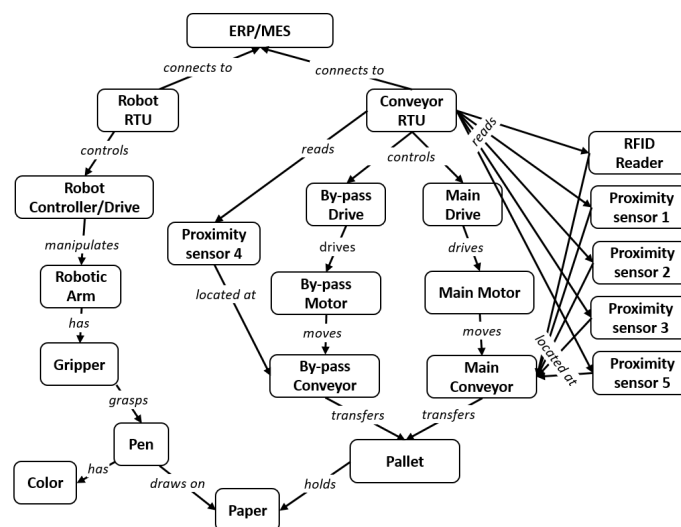 ERP/MES
connects to
connects to
Robot
RTU
Conveyor
RTU
reads
RFID
Reader
controls
reads
controls
Robot
Controller/Drive
By-pass
Drive
Main
Drive
Proximity
sensor 1
Proximity
sensor 4
manipulates
drives
drives
Proximity
sensor 2
Robotic
Arm
located at
By-pass
Motor
Main Motor
Proximity
sensor 3
has
moves
moves
located at
Gripper
By-pass
Conveyor
Main
Conveyor
Proximity
sensor 5
grasps
transfers
transfers
Pen
Pallet
Color
has
draws on
holds
Paper